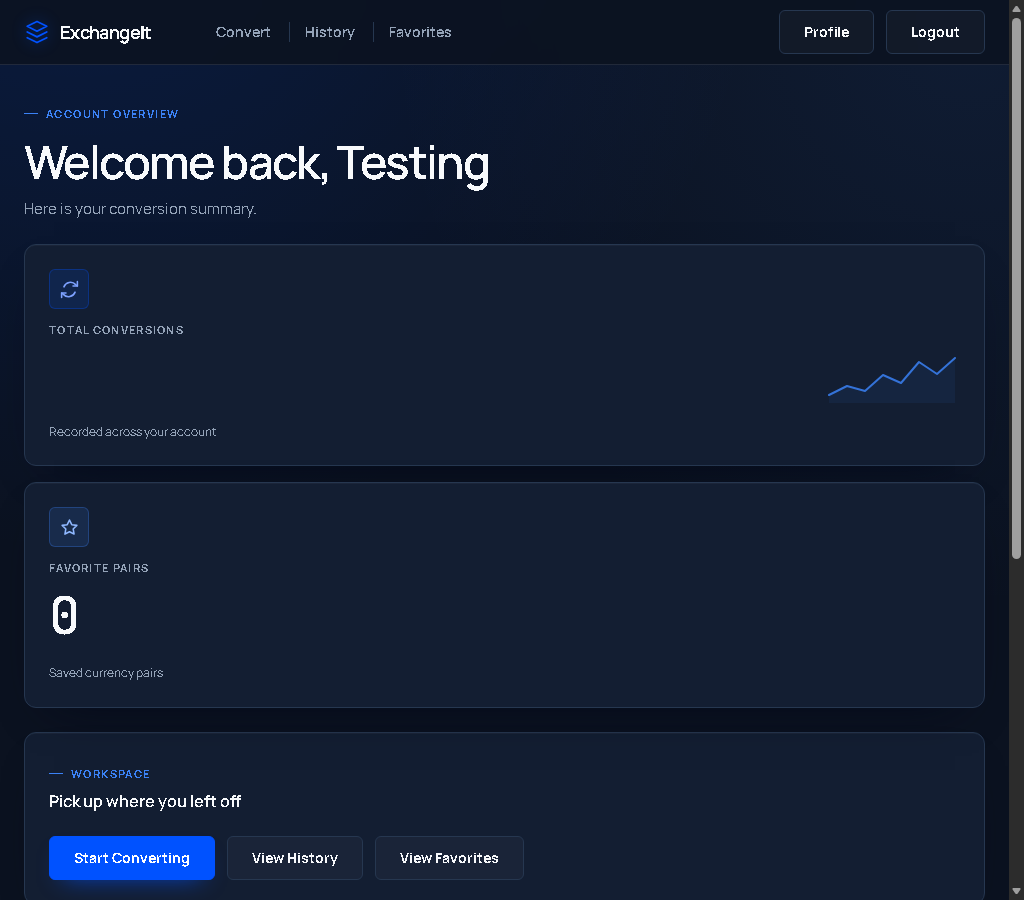 ExchangeIt
Convert
History
Favorites
Profile
Logout
ACCOUNT OVERVIEW
Welcome back, Testing
Here is your conversion summary.
TOTAL CONVERSIONS
Recorded across your account
FAVORITE PAIRS
0
Saved currency pairs
WORKSPACE
Pick up where you left off
Start Converting
View History
View Favorites